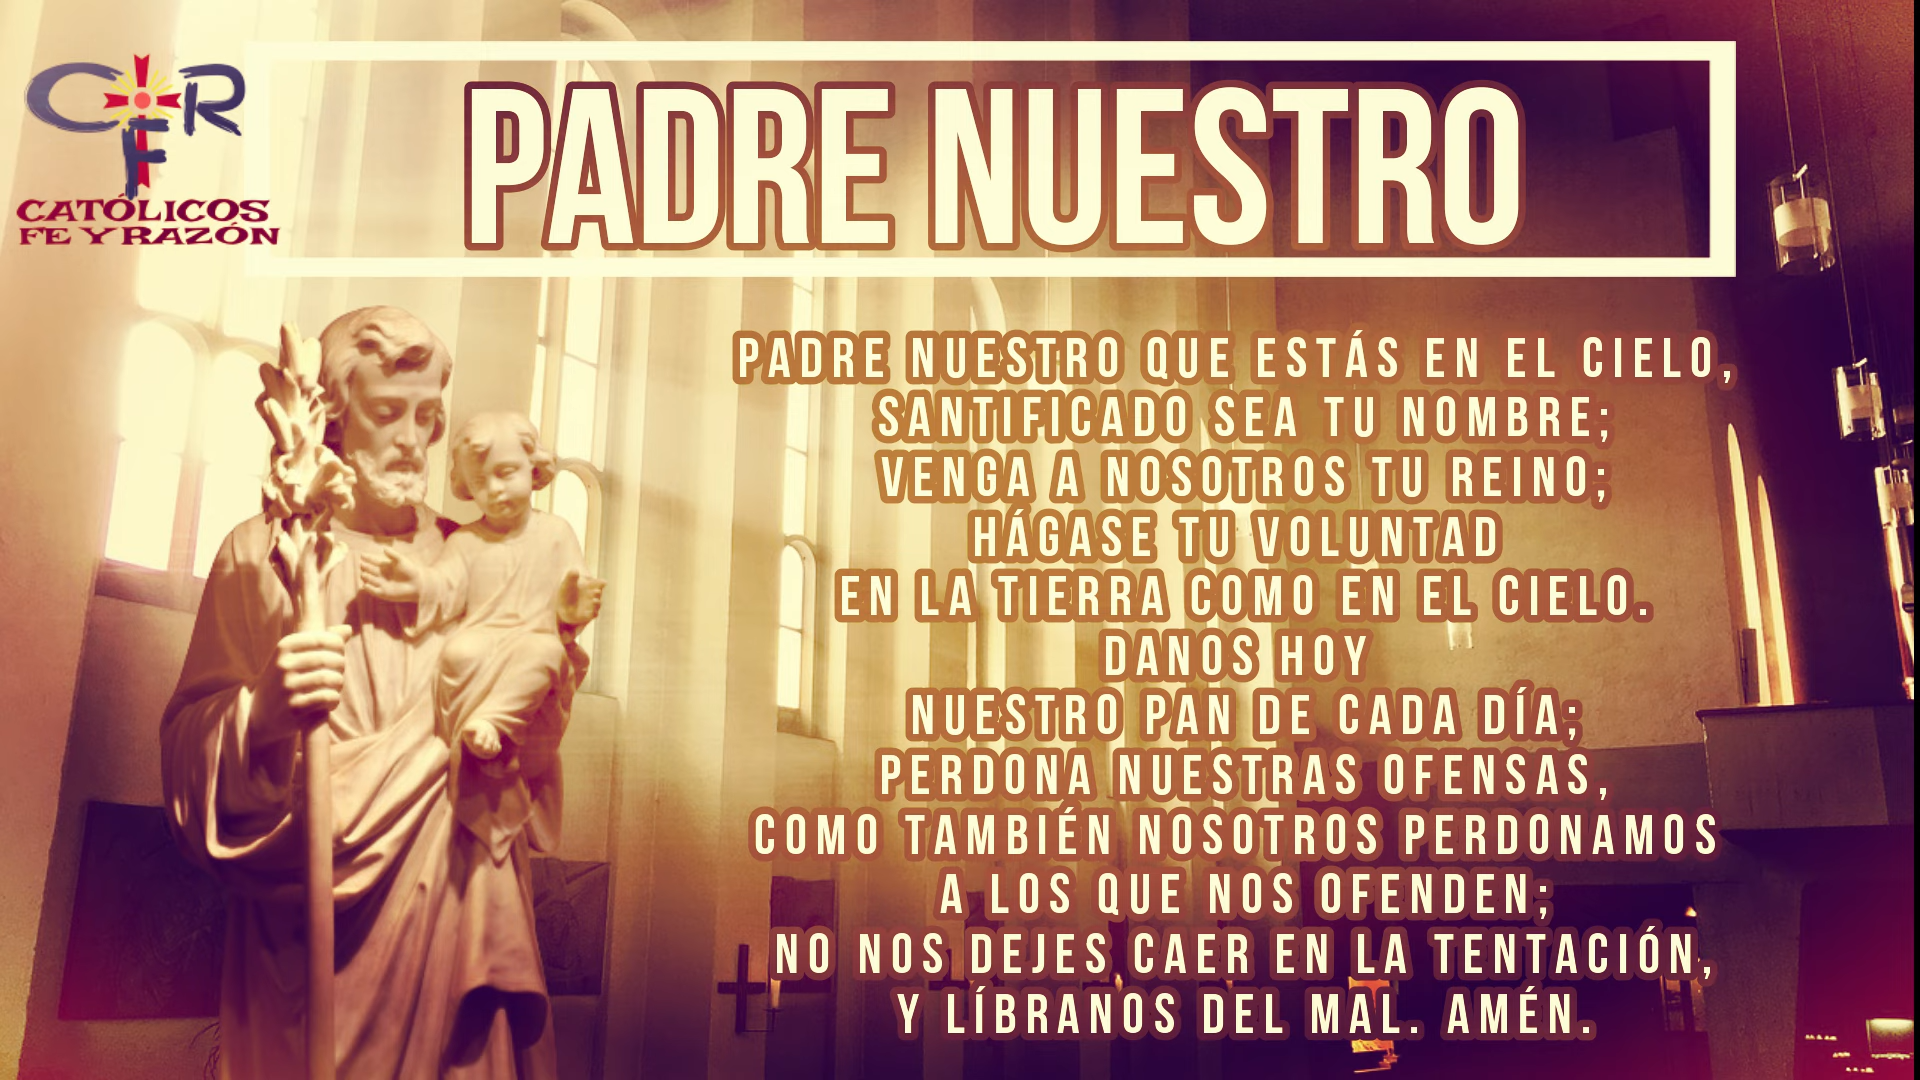 CFR
CATÓLICOS
FE Y RAZÓN
PADRE NUESTRO
PADRE NUESTRO QUE ESTÁS EN EL CIELO,
SANTIFICADO SEA TU NOMBRE;
VENGA A NOSOTROS TU REINO;
HÁGASE TU VOLUNTAD
EN LA TIERRA COMO EN EL CIELO.
DANOS HOY
NUESTRO PAN DE CADA DÍA;
PERDONA NUESTRAS OFENSAS,
COMO TAMBIÉN NOSOTROS PERDONAMOS
A LOS QUE NOS OFENDEN;
NO NOS DEJES CAER EN LA TENTACIÓN,
Y LÍBRANOS DEL MAL. AMÉN.